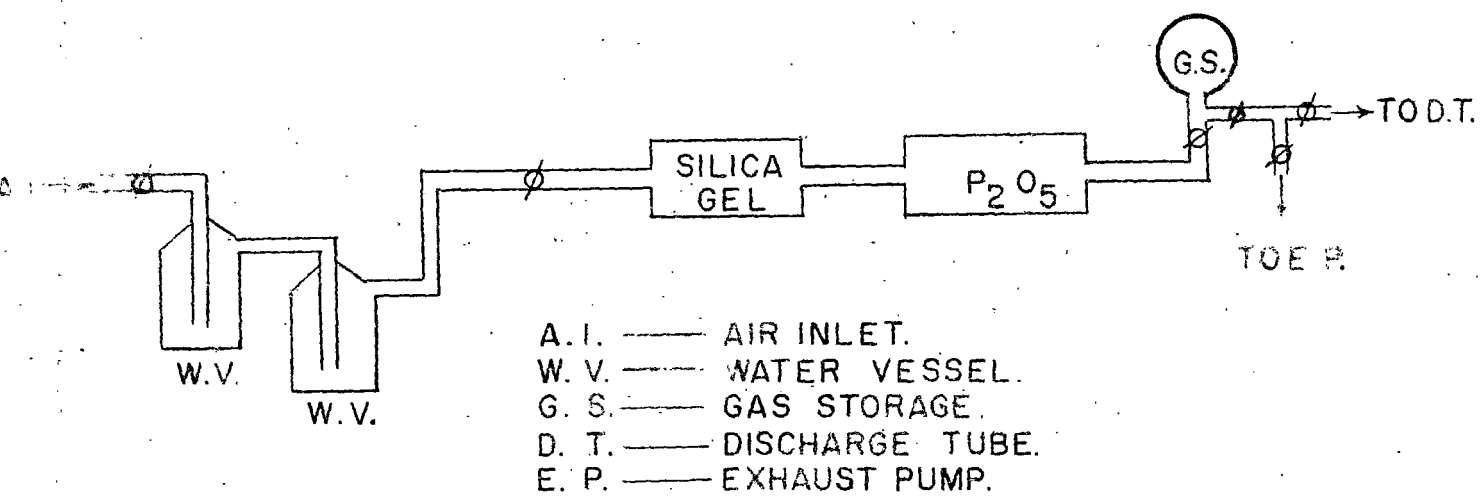 G.S.
TO D.T.
SILICA
GEL
P2O5
TO E P.
W.V.
W.V.
A.I. —— AIR INLET.
W. V. —— WATER VESSEL.
G. S. —— GAS STORAGE.
D. T. —— DISCHARGE TUBE.
E. P. —— EXHAUST PUMP.